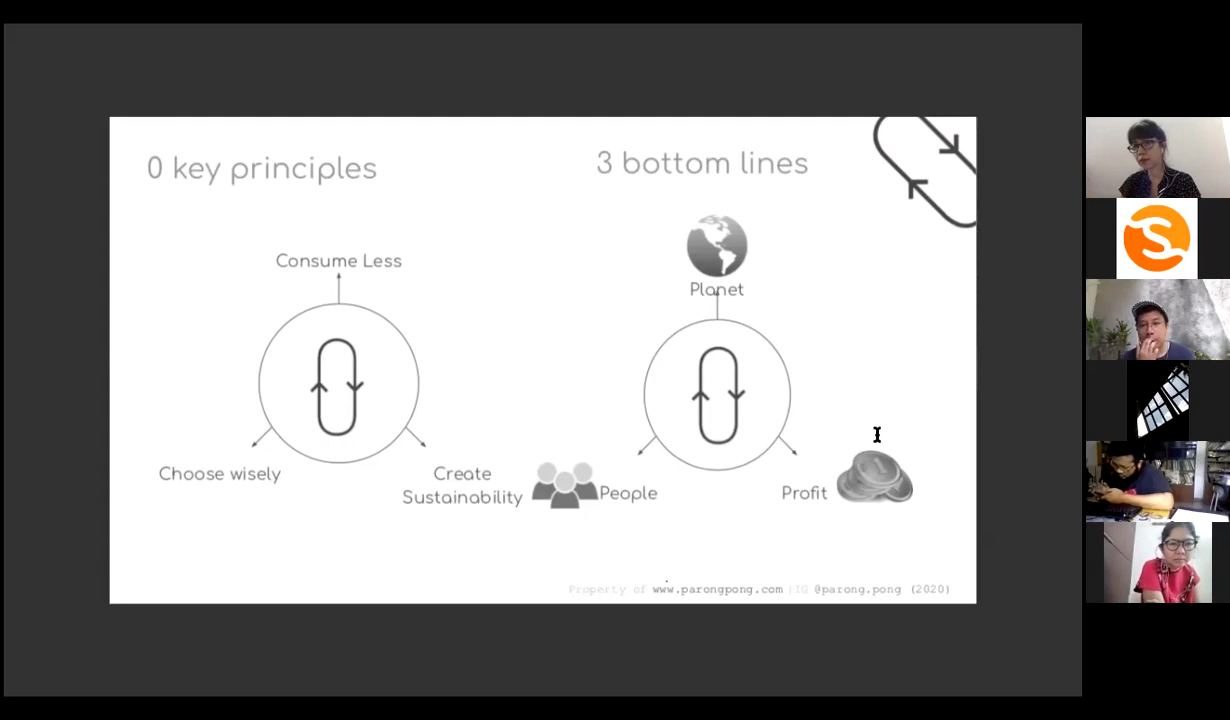 0 key principles
3 bottom lines
Consume Less
Choose wisely
Create
Sustainability
Planet
People
Profit
Property of www.parongpong.com |IG @parong.pong (2020)